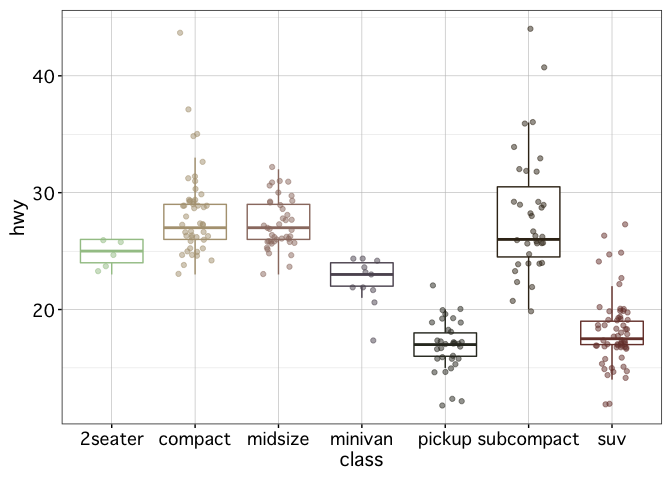 hwy
40
30
20
2seater compact midsize minivan pickup subcompact suv
class